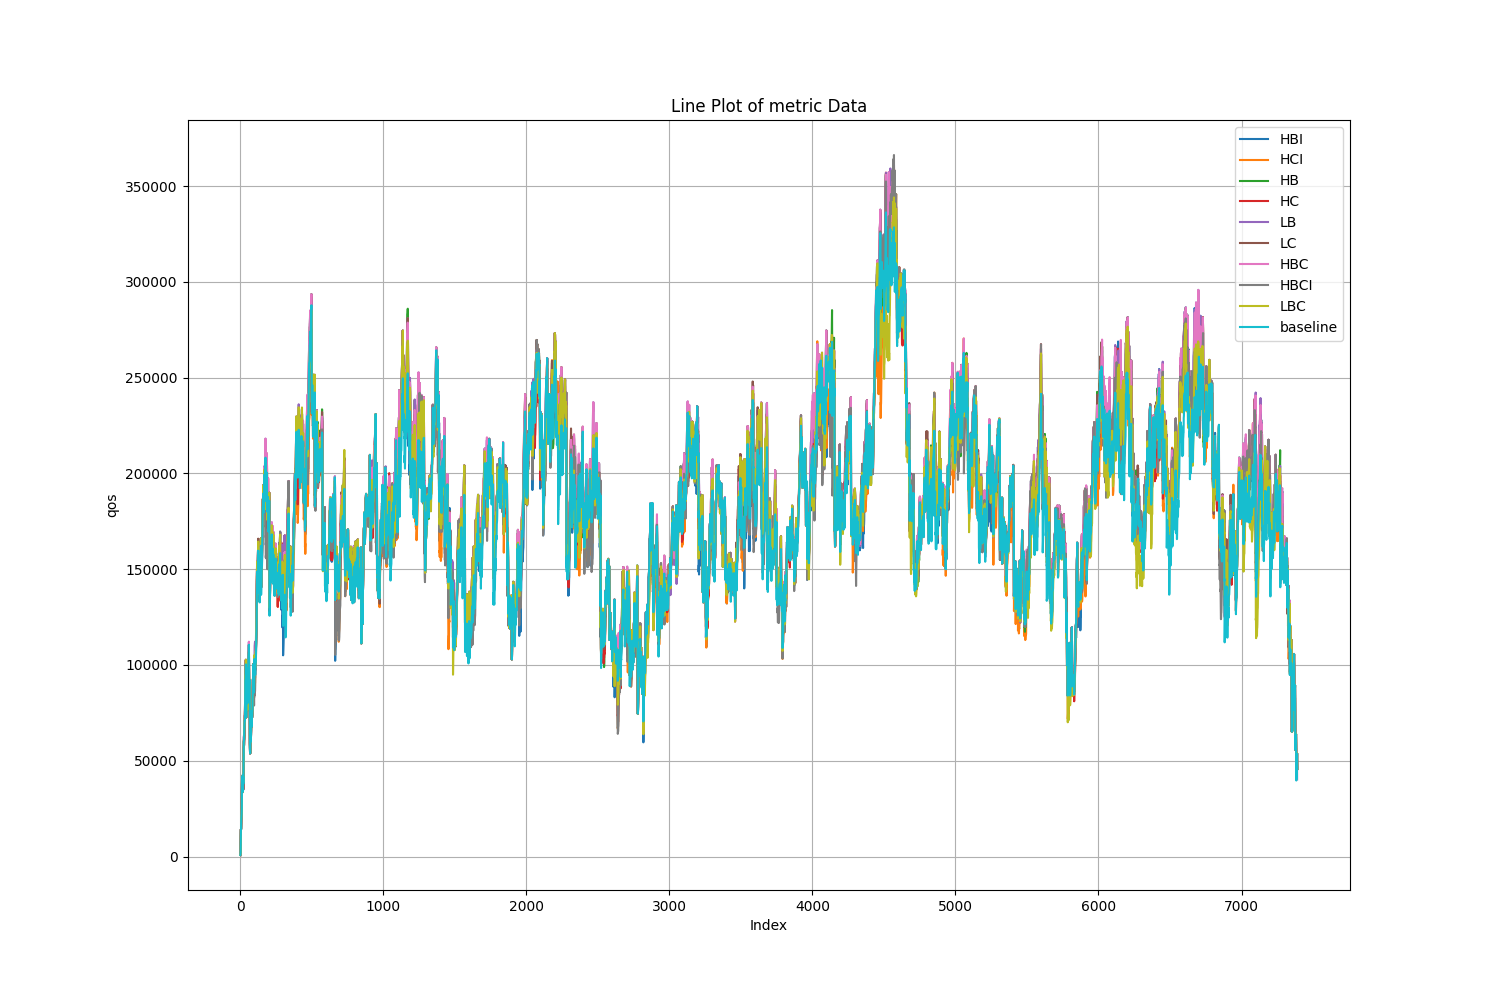 Line Plot of metric Data
HBI
HCI
HB
HC
LB
LC
HBC
HBCI
LBC
baseline
350000
300000
250000
200000
150000
100000
50000
0
qos
0 1000 2000 3000 4000 5000 6000 7000
Index